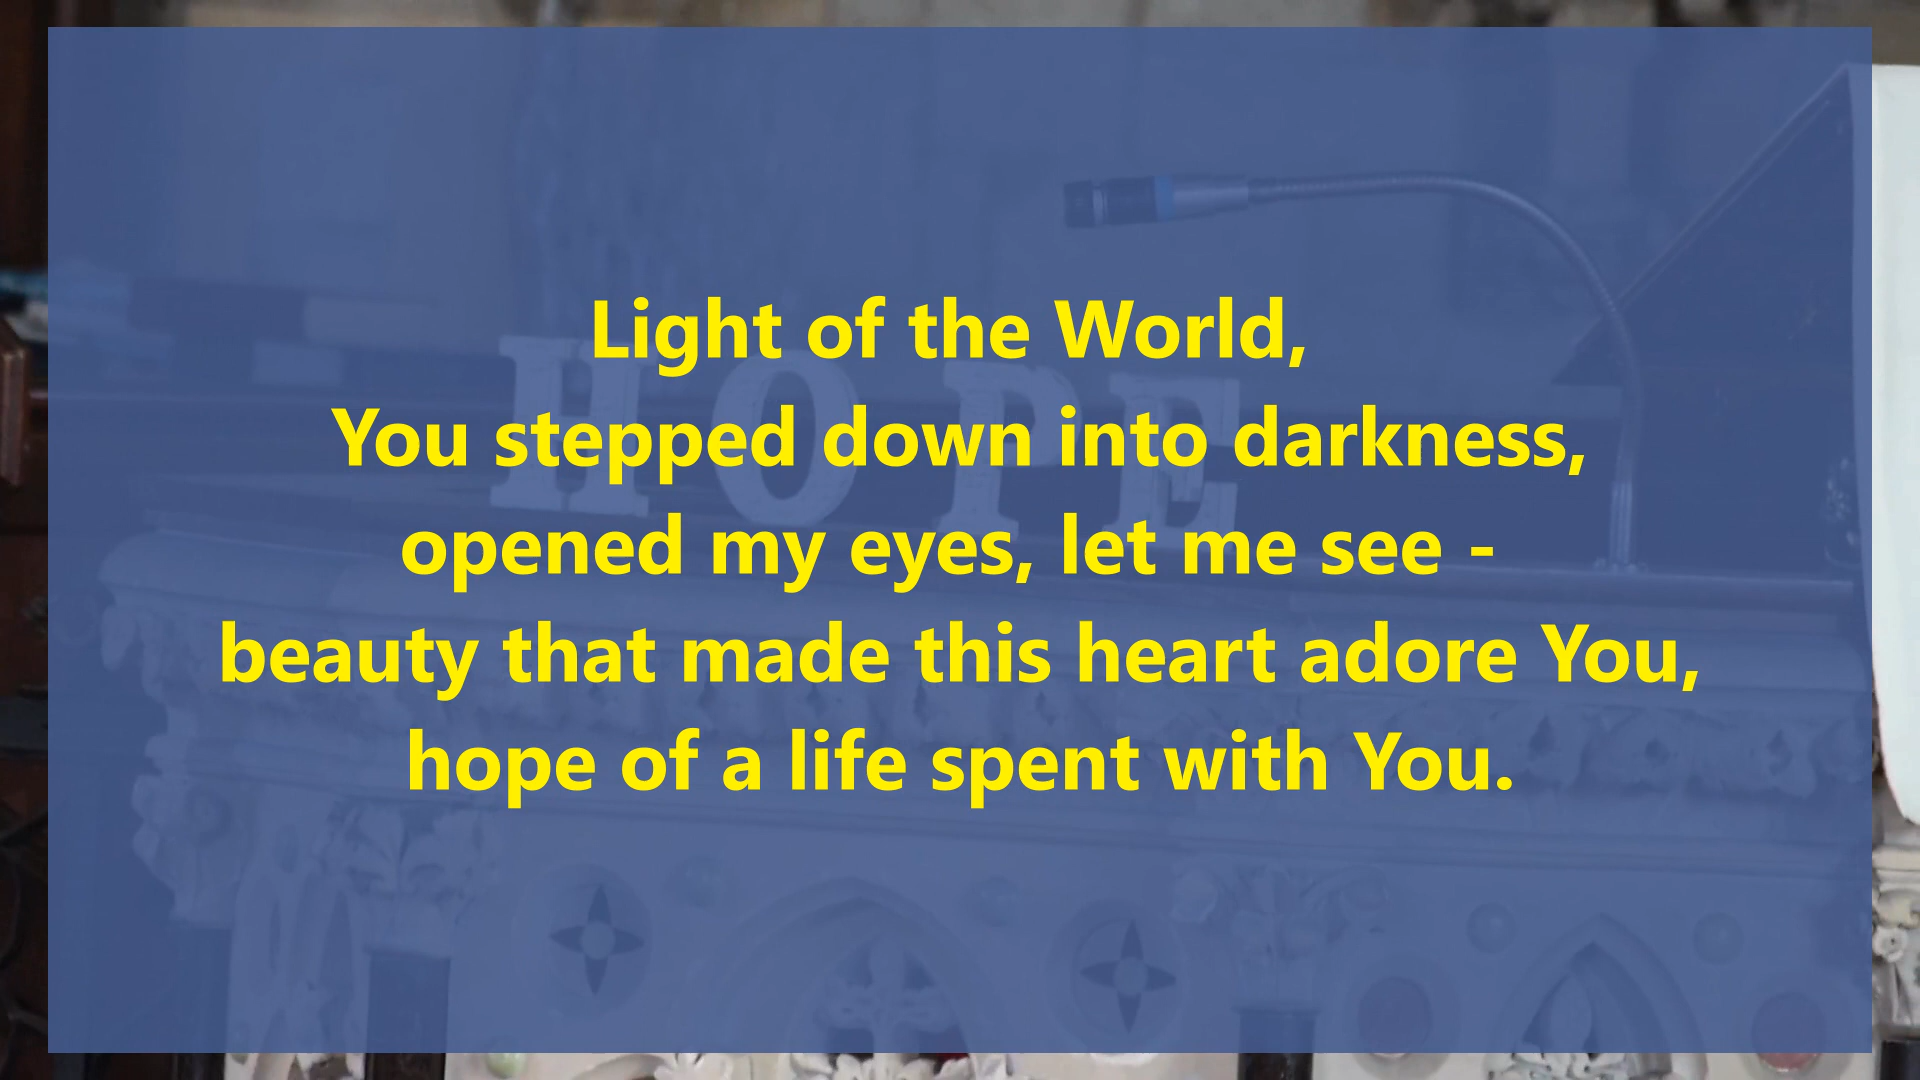 Light of the World,
You stepped down into darkness,
opened my eyes, let me see -
beauty that made this heart adore You,
hope of a life spent with You.
HOPE